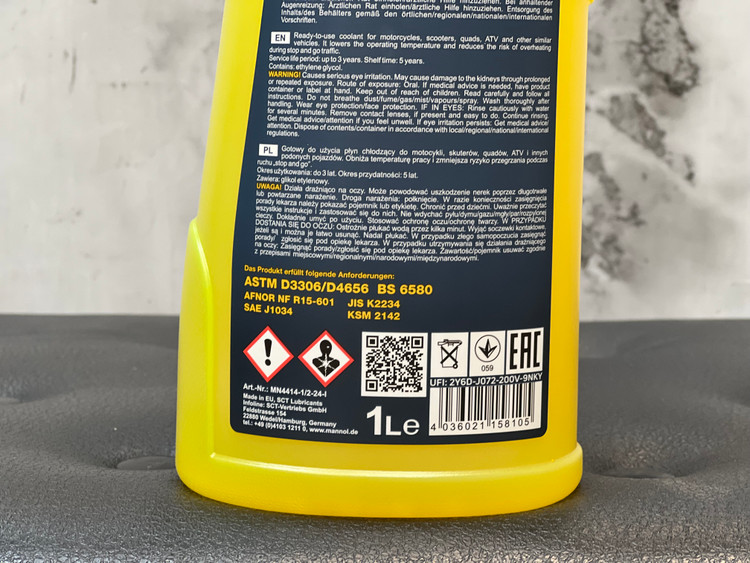 Augenreizung: Ärztlichen Rat einholen/ärztliche Hilfe hinzuziehen. Entsorgung des
Inhalts/des Behälters gemäß den örtlichen/regionalen/nationalen/internationalen
Vorschriften.
EN Ready-to-use coolant for motorcycles, scooters, quads, ATV and other similar
vehicles. It lowers the operating temperature and reduces the risk of overheating
during stop and go traffic.
Service life period: up to 3 years. Shelf time: 5 years.
Contains: ethylene glycol.
WARNING! Causes serious eye irritation. May cause damage to the kidneys through prolonged
or repeated exposure. Route of exposure: Oral. If medical advice is needed, have product
container or label at hand. Keep out of reach of children. Read carefully and follow all
instructions. Do not breathe dust/fume/gas/mist/vapours/spray. Wash thoroughly after
handling. Wear eye protection/face protection. IF IN EYES: Rinse cautiously with water
for several minutes. Remove contact lenses, if present and easy to do. Continue rinsing.
Get medical advice/attention if you feel unwell. If eye irritation persists: Get medical advice/
attention. Dispose of contents/container in accordance with local/regional/national/international
regulations.
PL Gotowy do użycia płyn chłodzący do motocykli, skuterów, quadów, ATV i innych
podonych pojazdów. Obniża temperaturę pracy i zmniejsza ryzyko przegrzania podczas
ruchu „stop and go”.
Okres użytkowania: do 3 lat. Okres przydatności: 5 lat.
Zawiera: glikol etylenowy.
UWAGA! Działa drażniąco na oczy. Może powodować uszkodzenie nerek poprzez długotrwałe
lub powtarzane narażenie. Droga narażenia: połknięcie. W razie konieczności zasięgnięcia
porady lekarza należy pokazać pojemnik lub etykietę. Chronić przed dziećmi. Uważnie przeczytać
wszystkie instrukcje i zastosować się do nich. Nie wdychać pyłu/dymu/gazu/mgły/par/rozpylonej
cieczy. Dokładnie umyć po użyciu. Stosować ochronę oczu/ochronę twarzy. W PRZYPADKU
DOSTANIA SIĘ DO OCZU: Ostrożnie płukać wodą przez kilka minut. Wyjąć soczewki kontaktowe,
jeżeli są i można je łatwo usunąć. Nadal płukać. W przypadku złego samopoczucia zasięgnąć
porady/ zgłosić się pod opiekę lekarza. W przypadku utrzymywania się działania drażniącego
na oczy: Zasięgnąć porady/zgłosić się pod opiekę lekarza. Zawartość/pojemnik usuwać zgodnie
z przepisami miejscowymi/regionalnymi/narodowymi/międzynarodowymi.
Das Produkt erfüllt folgende Anforderungen:
ASTM D3306/D4656 BS 6580
AFNOR NF R15-601 JIS K2234
SAE J1034 KSM 2142
059
EAC
UFI: 2Y6D-J072-200V-9NKY
Art.-Nr.: MN4414-1/2-24-I
Made in EU, SCT Lubricants
Infoline: SCT-Vertriebs GmbH
Feldstrasse 154
22880 Wedel/Hamburg, Germany
tel.: +49 (0)4103 1211 0, www.mannol.de
1Le
4 036021 158105